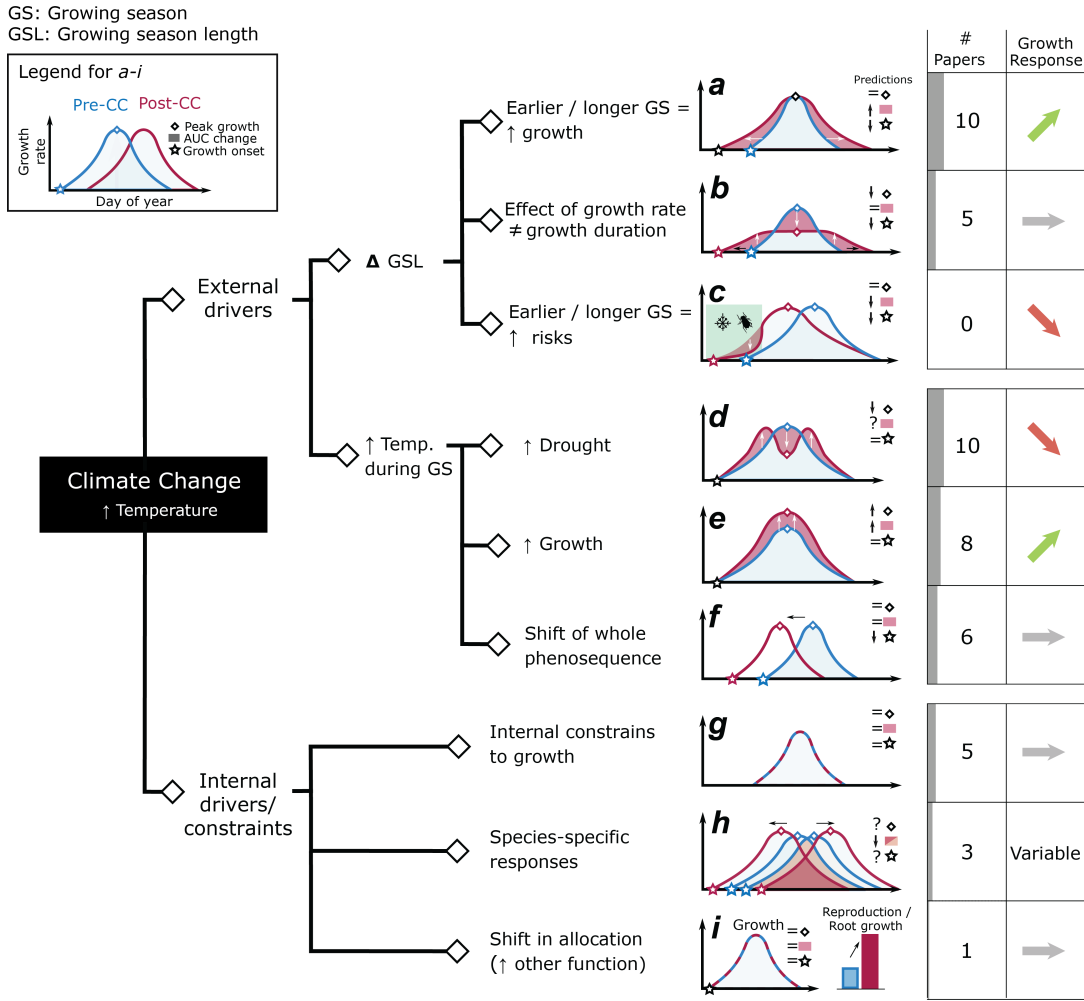 GS: Growing season
GSL: Growing season length
Legend for a-i
Pre-CC Post-CC
Peak growth
AUC change
Growth onset
Growth
rate
Day of year
Climate Change
↑ Temperature
External
drivers
Δ GSL
Earlier / longer GS =
↑ growth
Effect of growth rate
≠ growth duration
Earlier / longer GS =
↑ risks
↑ Temp.
during GS
↑ Drought
↑ Growth
Shift of whole
phenosequence
Internal
drivers/
constraints
Internal constrains
to growth
Species-specific
responses
Shift in allocation
(↑ other function)
a
Predictions
=
↑
↓
b
↓
=
↓
c
=
↓
↓
d
↓
?
=
e
↑
↑
=
f
=
=
↓
g
=
=
=
h
?
↓
?
i
Growth
=
=
=
Reproduction /
Root growth
#
Papers
Growth
Response
10
5
0
10
8
6
5
3 Variable
1